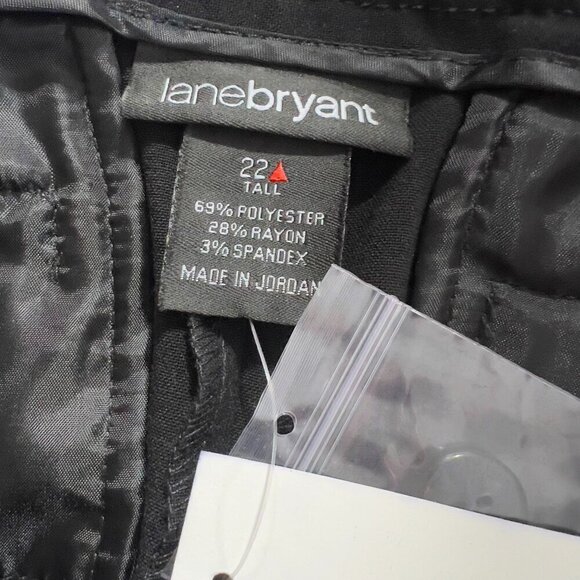 lanebryant
22
TALL
69% POLYESTER
28% RAYON
3% SPANDEX
MADE IN JORDAN